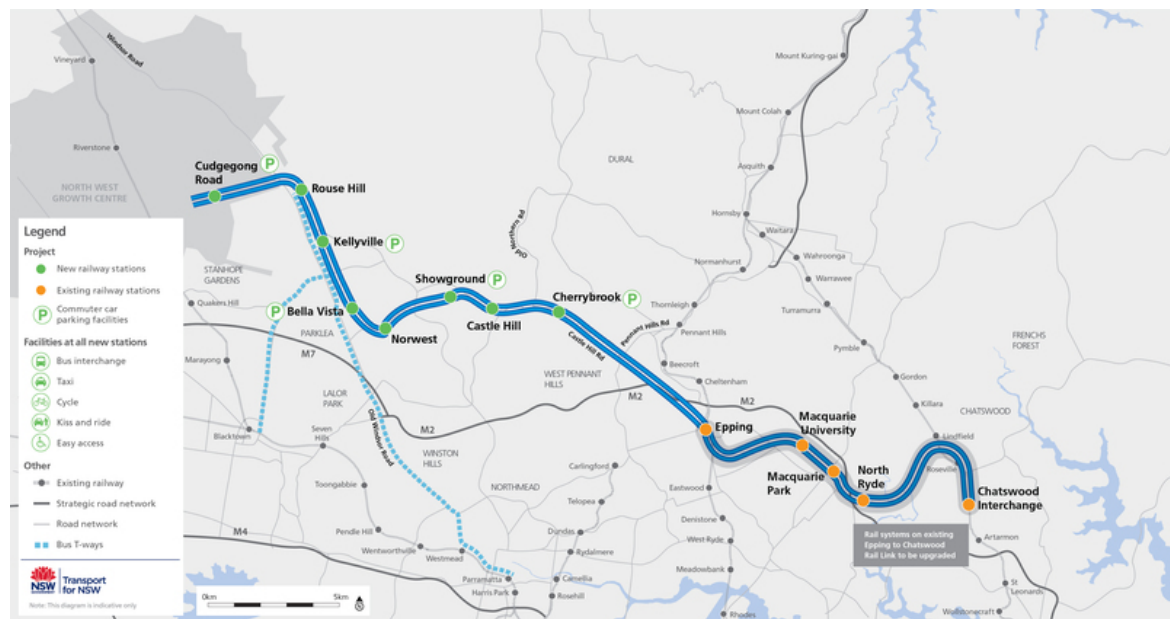 Windsor Road
Vineyard
Mount Kuring-gai
Mount Colah
Riverstone
Cudgegong
Road
P
DURAL
Asquith
NORTH WEST
GROWTH CENTRE
Rouse Hill
Hornsby
Old Northern Rd
Waitara
Legend
Project
New railway stations
Existing railway stations
P
Commuter car
parking facilities
Facilities at all new stations
Bus interchange
Taxi
Cycle
Kiss and ride
Easy access
Other
Existing railway
Strategic road network
Road network
Bus T-ways
NSW
GOVERNMENT
Transport
for NSW
Note: This diagram is indicative only.
Kellyville
P
Normanhurst
Wahroonga
Warrawee
STANHOPE
GARDENS
Showground
P
Quakers Hill
P
Bella Vista
Castle Hill
Cherrybrook
P
Thornleigh
Turramurra
PARKLEA
Norwest
Pennant Hills Rd
Pennant Hills
Castle Hill Rd
Pymble
FRENCHS
FOREST
Marayong
M7
Beecroft
WEST PENNANT
HILLS
Cheltenham
Gordon
LALOR
PARK
M2
M2
Killara
CHATSWOOD
Old Windsor Road
Blacktown
Seven
Hills
M2
Epping
Macquarie
University
Lindfield
WINSTON
HILLS
Carlingford
Macquarie
Park
North
Ryde
Roseville
Toongabbie
NORTHMEAD
Eastwood
Chatswood
Interchange
Telopea
Denistone
M4
Pendle Hill
Dundas
West Ryde
Rail systems on existing
Epping to Chatswood
Rail Link to be upgraded
Artarmon
Wentworthville
Westmead
Rydalmere
Meadowbank
Parramatta
Camellia
St
Leonards
Harris Park
Rosehill
0km
5km
Rhodes
Wollstonecraft